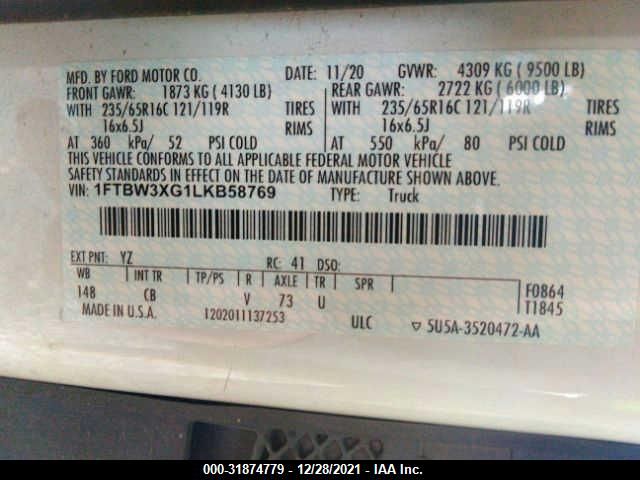 MFD. BY FORD MOTOR CO. DATE: 11/20 GVWR: 4309 KG ( 9500 LB)
FRONT GAWR: 1873 KG ( 4130 LB) REAR GAWR: 2722 KG ( 6000 LB)
WITH 235/65R16C 121/119R TIRES WITH 235/65R16C 121/119R TIRES
16x6.5J RIMS 16x6.5J RIMS
AT 360 kPa/ 52 PSI COLD AT 550 kPa/ 80 PSI COLD
THIS VEHICLE CONFORMS TO ALL APPLICABLE FEDERAL MOTOR VEHICLE
SAFETY STANDARDS IN EFFECT ON THE DATE OF MANUFACTURE SHOWN ABOVE.
VIN: 1FTBW3XG1LKB58769 TYPE: Truck
EXT PNT: YZ RC: 41 DSO:
WB INT TR TP/PS R AXLE TR SPR F0864
148 CB V 73 U T1845
MADE IN U.S.A. 1202011137253 ULC ▽ 5U5A-3520472-AA
000-31874779 - 12/28/2021 - IAA Inc.